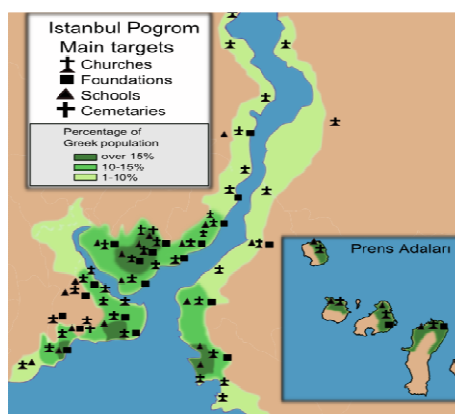 Istanbul Pogrom
Main targets
Churches
Foundations
Schools
Cemetaries
Percentage of
Greek population
over 15%
10-15%
1-10%
Prens Adaları